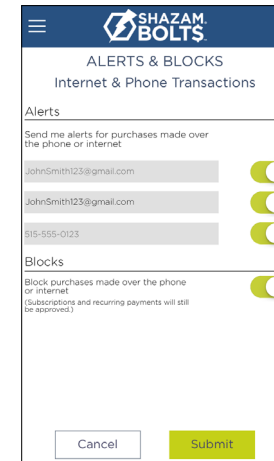 SHAZAM
BOLT$
ALERTS & BLOCKS
Internet & Phone Transactions
Alerts
Send me alerts for purchases made over
the phone or internet
JohnSmith123@gmail.com
JohnSmith123@gmail.com
515-555-0123
Blocks
Block purchases made over the phone
or internet
(Subscriptions and recurring payments will still
be approved.)
Cancel
Submit